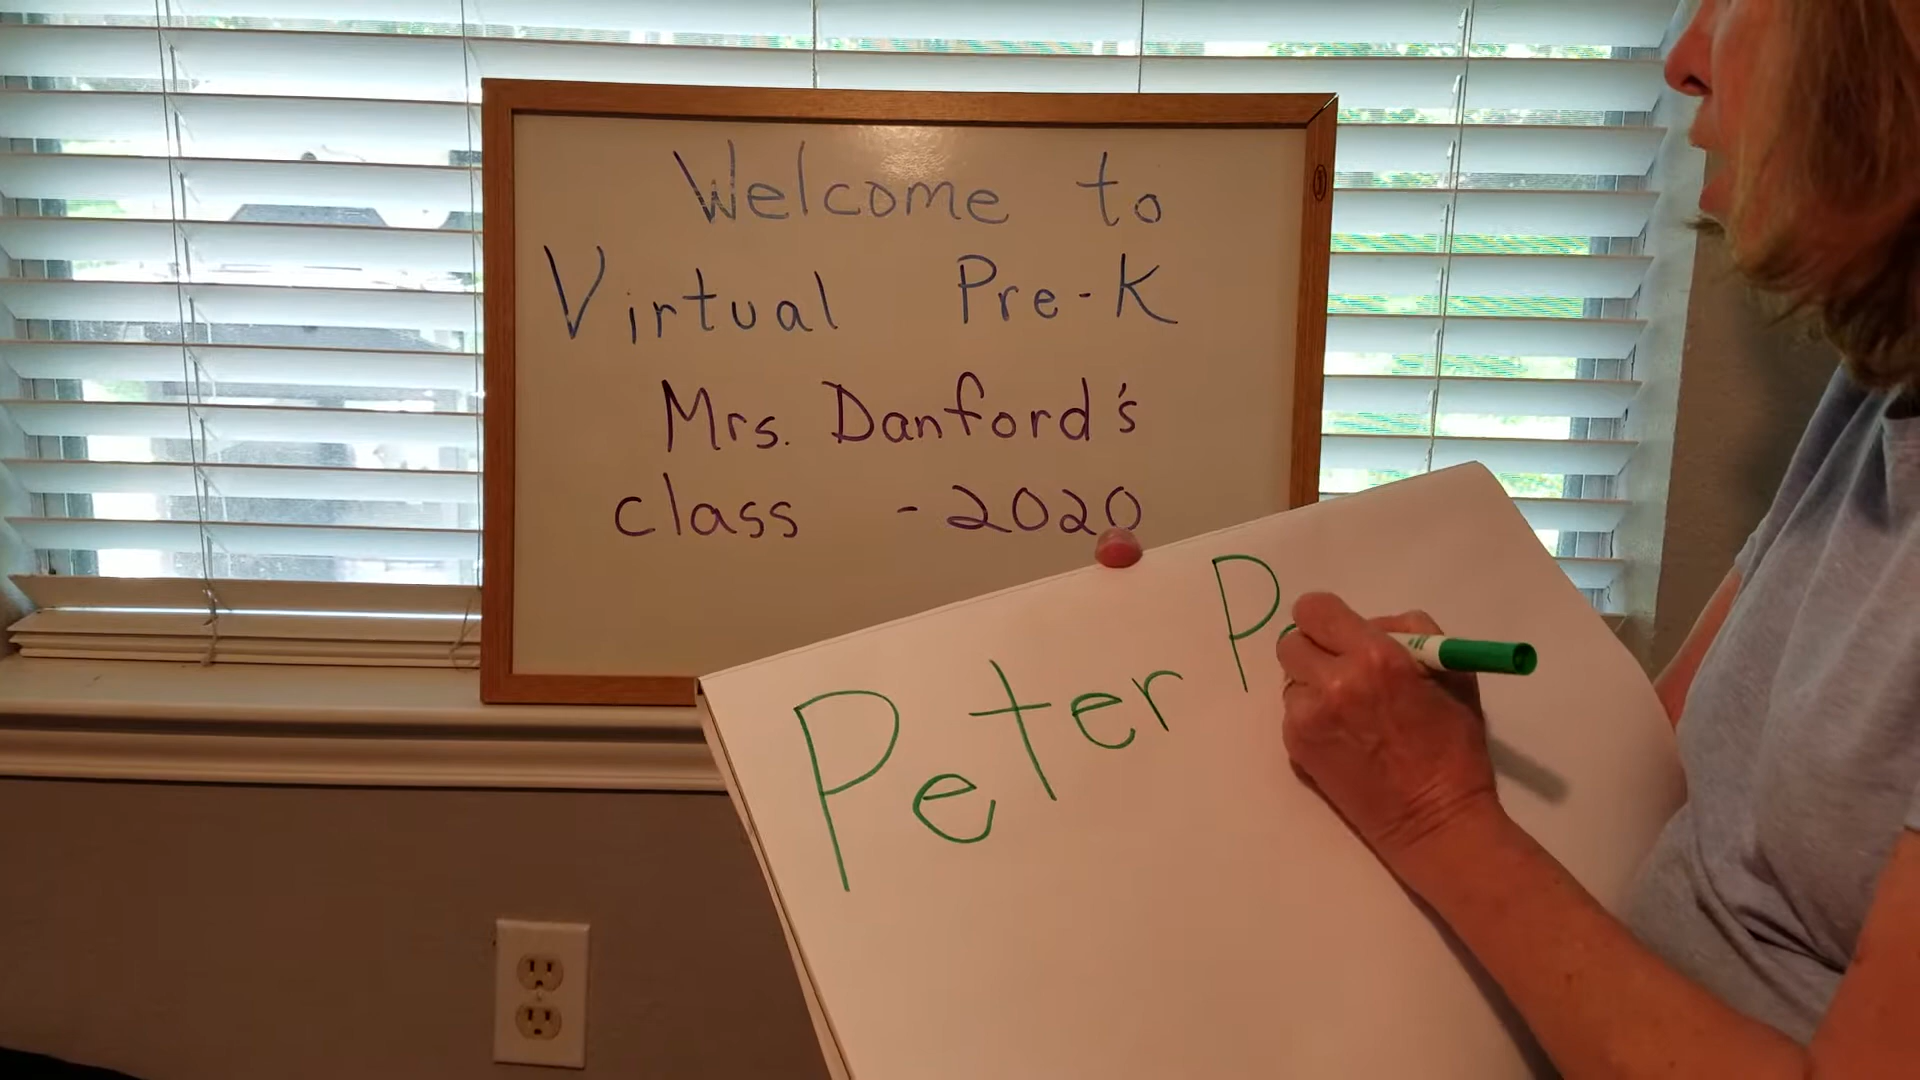 Welcome to
Virtual Pre-K
Mrs. Danford's
class - 2020
Peter